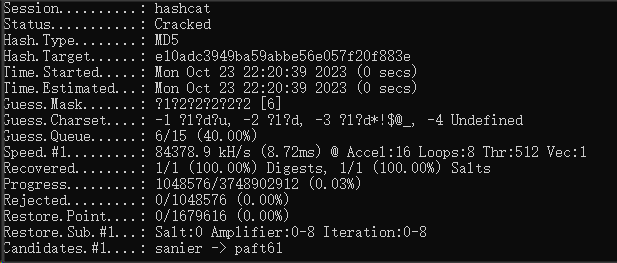 Session..........: hashcat
Status...........: Cracked
Hash.Type........: MD5
Hash.Target......: e10adc3949ba59abbe56e057f20f883e
Time.Started.....: Mon Oct 23 22:20:39 2023 (0 secs)
Time.Estimated...: Mon Oct 23 22:20:39 2023 (0 secs)
Guess.Mask.......: ?1?2?2?2?2?2 [6]
Guess.Charset....: -1 ?l?d?u, -2 ?l?d, -3 ?l?d*!$@_, -4 Undefined
Guess.Queue......: 6/15 (40.00%)
Speed.#1.........: 84378.9 kH/s (8.72ms) @ Accel:16 Loops:8 Thr:512 Vec:1
Recovered........: 1/1 (100.00%) Digests, 1/1 (100.00%) Salts
Progress.........: 1048576/3748902912 (0.03%)
Rejected.........: 0/1048576 (0.00%)
Restore.Point....: 0/1679616 (0.00%)
Restore.Sub.#1...: Salt:0 Amplifier:0-8 Iteration:0-8
Candidates.#1....: sanier -> paft61